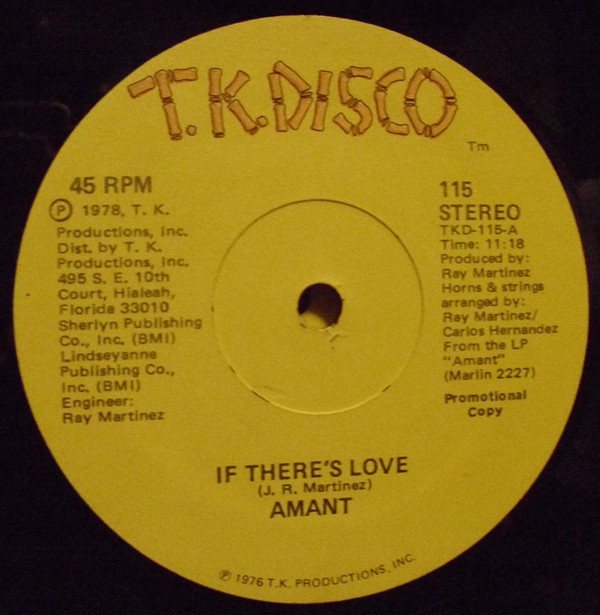 T.K.DISCO
Tm
45 RPM
Ⓟ 1978, T. K.
Productions, Inc.
Dist. by T. K.
Productions, Inc.
495 S. E. 10th
Court, Hialeah,
Florida 33010
Sherlyn Publishing
Co., Inc. (BMI)
Lindseyanne
Publishing Co.,
Inc. (BMI)
Engineer:
Ray Martinez
115
STEREO
TKD-115-A
Time: 11:18
Produced by:
Ray Martinez
Horns & strings
arranged by:
Ray Martinez/
Carlos Hernandez
From the LP
"Amant"
(Marlin 2227)
Promotional
Copy
IF THERE'S LOVE
(J. R. Martinez)
AMANT
Ⓟ 1976 T.K. PRODUCTIONS, INC.